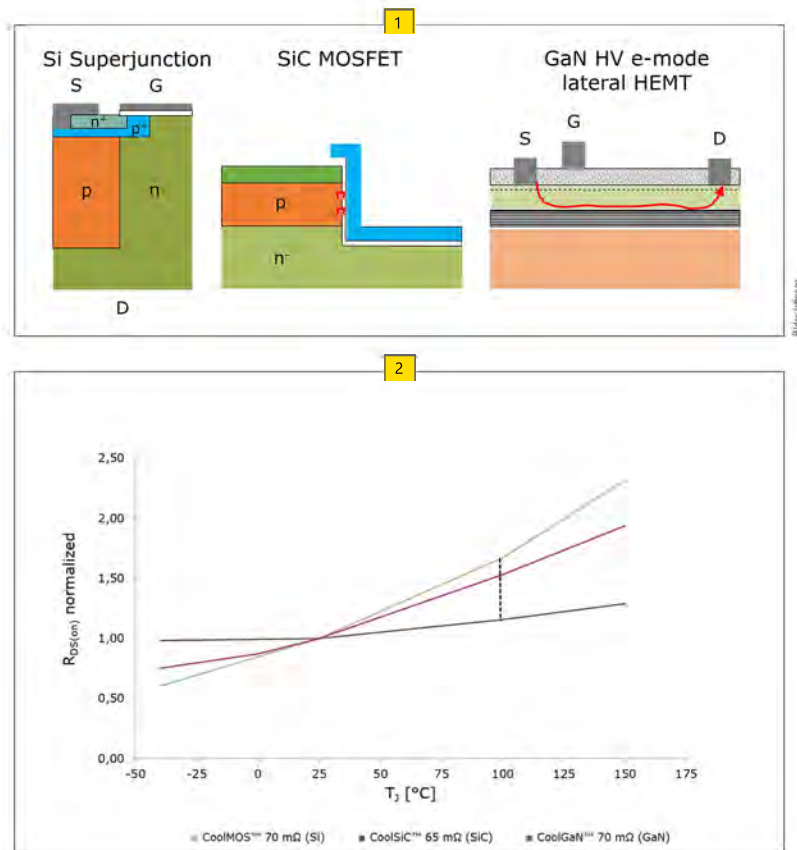 1
Si Superjunction
SiC MOSFET
GaN HV e-mode
lateral HEMT
S
G
n⁺
p⁺
p
n
D
p
n⁻
S
G
D
2
2,50
2,00
1,50
1,00
0,50
0,00
R_DS(on) normalized
-50
-25
0
25
50
75
100
125
150
175
T_J [°C]
CoolMOS™ 70 mΩ (Si)
CoolSiC™ 65 mΩ (SiC)
CoolGaN™ 70 mΩ (GaN)